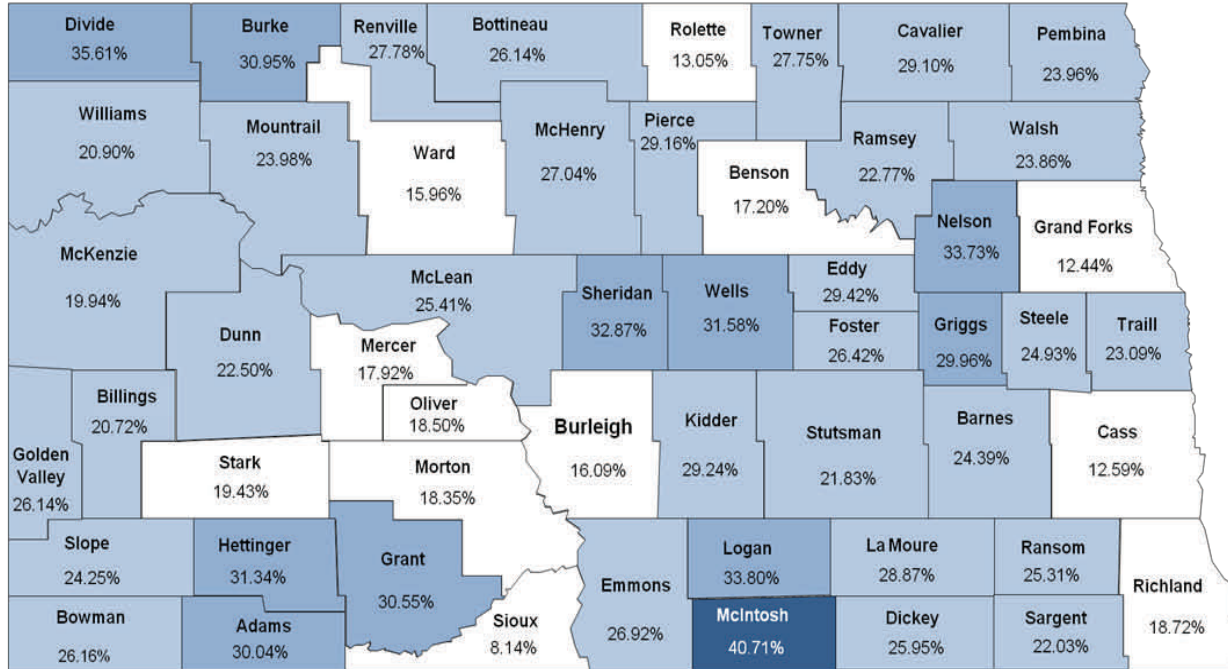 Divide
35.61%
Burke
30.95%
Renville
27.78%
Bottineau
26.14%
Rolette
13.05%
Towner
27.75%
Cavalier
29.10%
Pembina
23.96%
Williams
20.90%
Mountrail
23.98%
Ward
15.96%
McHenry
27.04%
Pierce
29.16%
Benson
17.20%
Ramsey
22.77%
Walsh
23.86%
McKenzie
19.94%
Nelson
33.73%
Grand Forks
12.44%
Dunn
22.50%
McLean
25.41%
Mercer
17.92%
Oliver
18.50%
Sheridan
32.87%
Wells
31.58%
Eddy
29.42%
Foster
26.42%
Griggs
29.96%
Steele
24.93%
Traill
23.09%
Golden
Valley
26.14%
Billings
20.72%
Stark
19.43%
Morton
18.35%
Burleigh
16.09%
Kidder
29.24%
Stutsman
21.83%
Barnes
24.39%
Cass
12.59%
Slope
24.25%
Hettinger
31.34%
Grant
30.55%
Sioux
8.14%
Emmons
26.92%
Logan
33.80%
La Moure
28.87%
Ransom
25.31%
Richland
18.72%
Bowman
26.16%
Adams
30.04%
McIntosh
40.71%
Dickey
25.95%
Sargent
22.03%